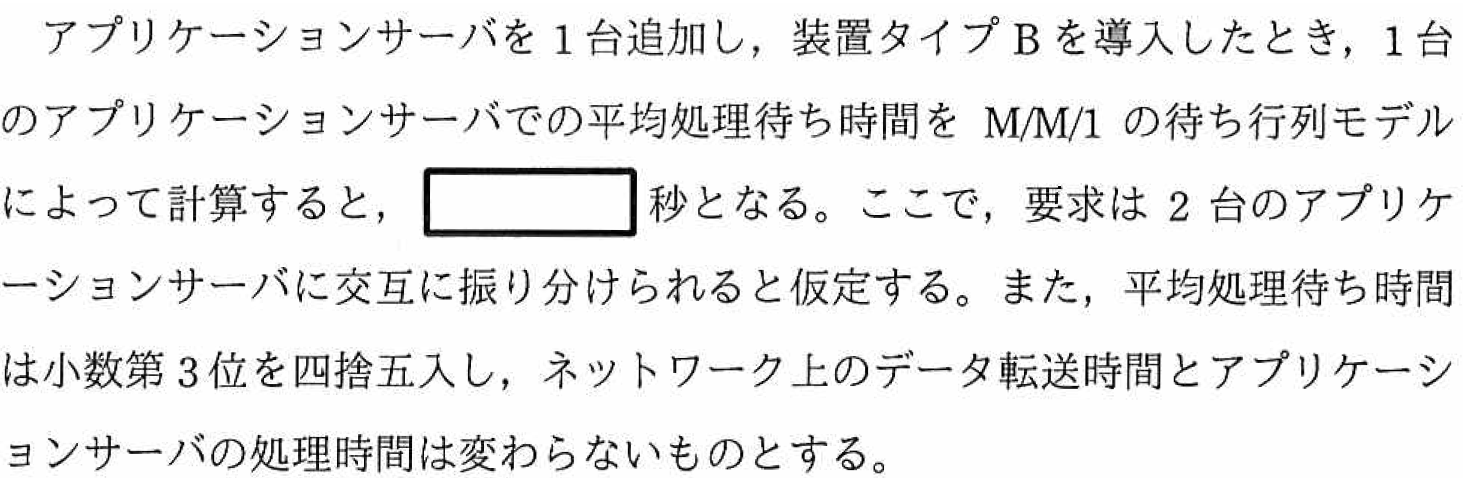 アプリケーションサーバを1台追加し，装置タイプBを導入したとき，1台
のアプリケーションサーバでの平均処理待ち時間を M/M/1 の待ち行列モデル
によって計算すると，秒となる。ここで，要求は 2 台のアプリケ
ーションサーバに交互に振り分けられると仮定する。また，平均処理待ち時間
は小数第3位を四捨五入し，ネットワーク上のデータ転送時間とアプリケーシ
ョンサーバの処理時間は変わらないものとする。